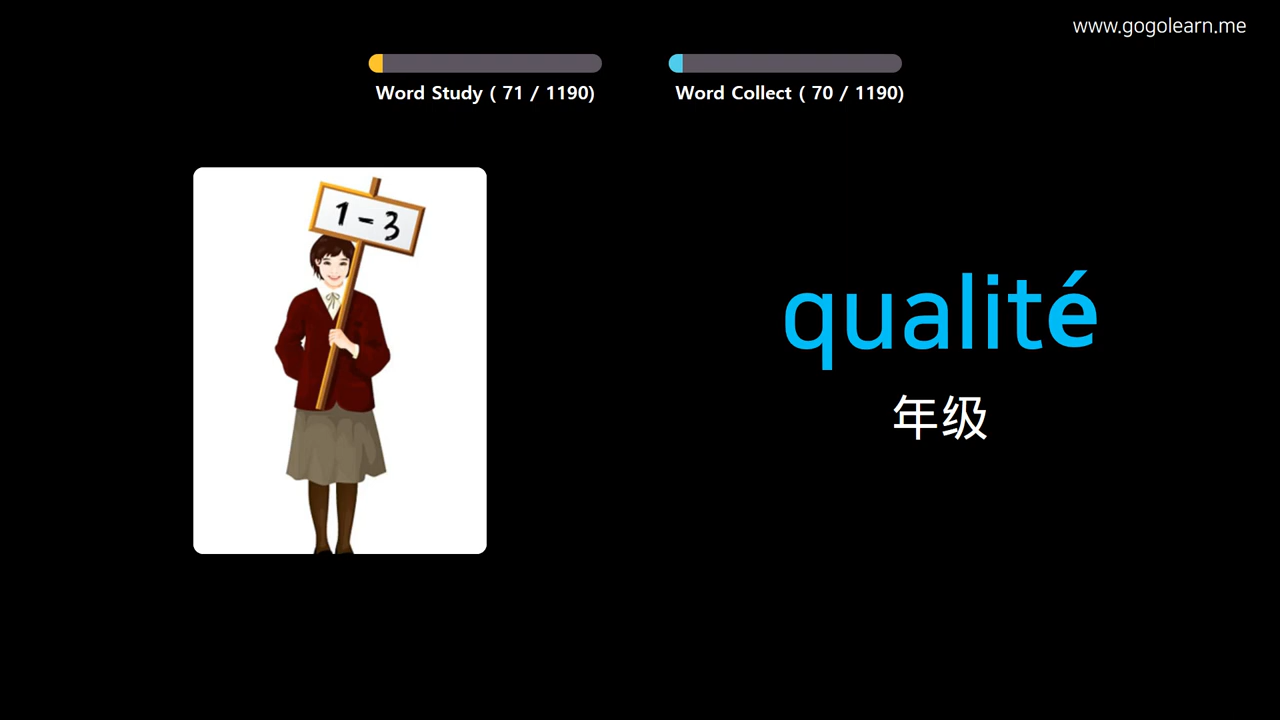 www.gogolearn.me
Word Study ( 71 / 1190)
Word Collect ( 70 / 1190)
1-3
qualité
年级